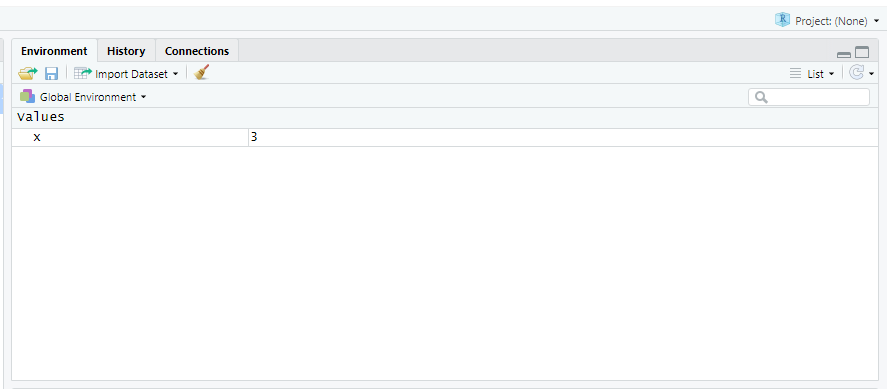 Project: (None)
Environment History Connections
Import Dataset List
Global Environment
Values
x 3